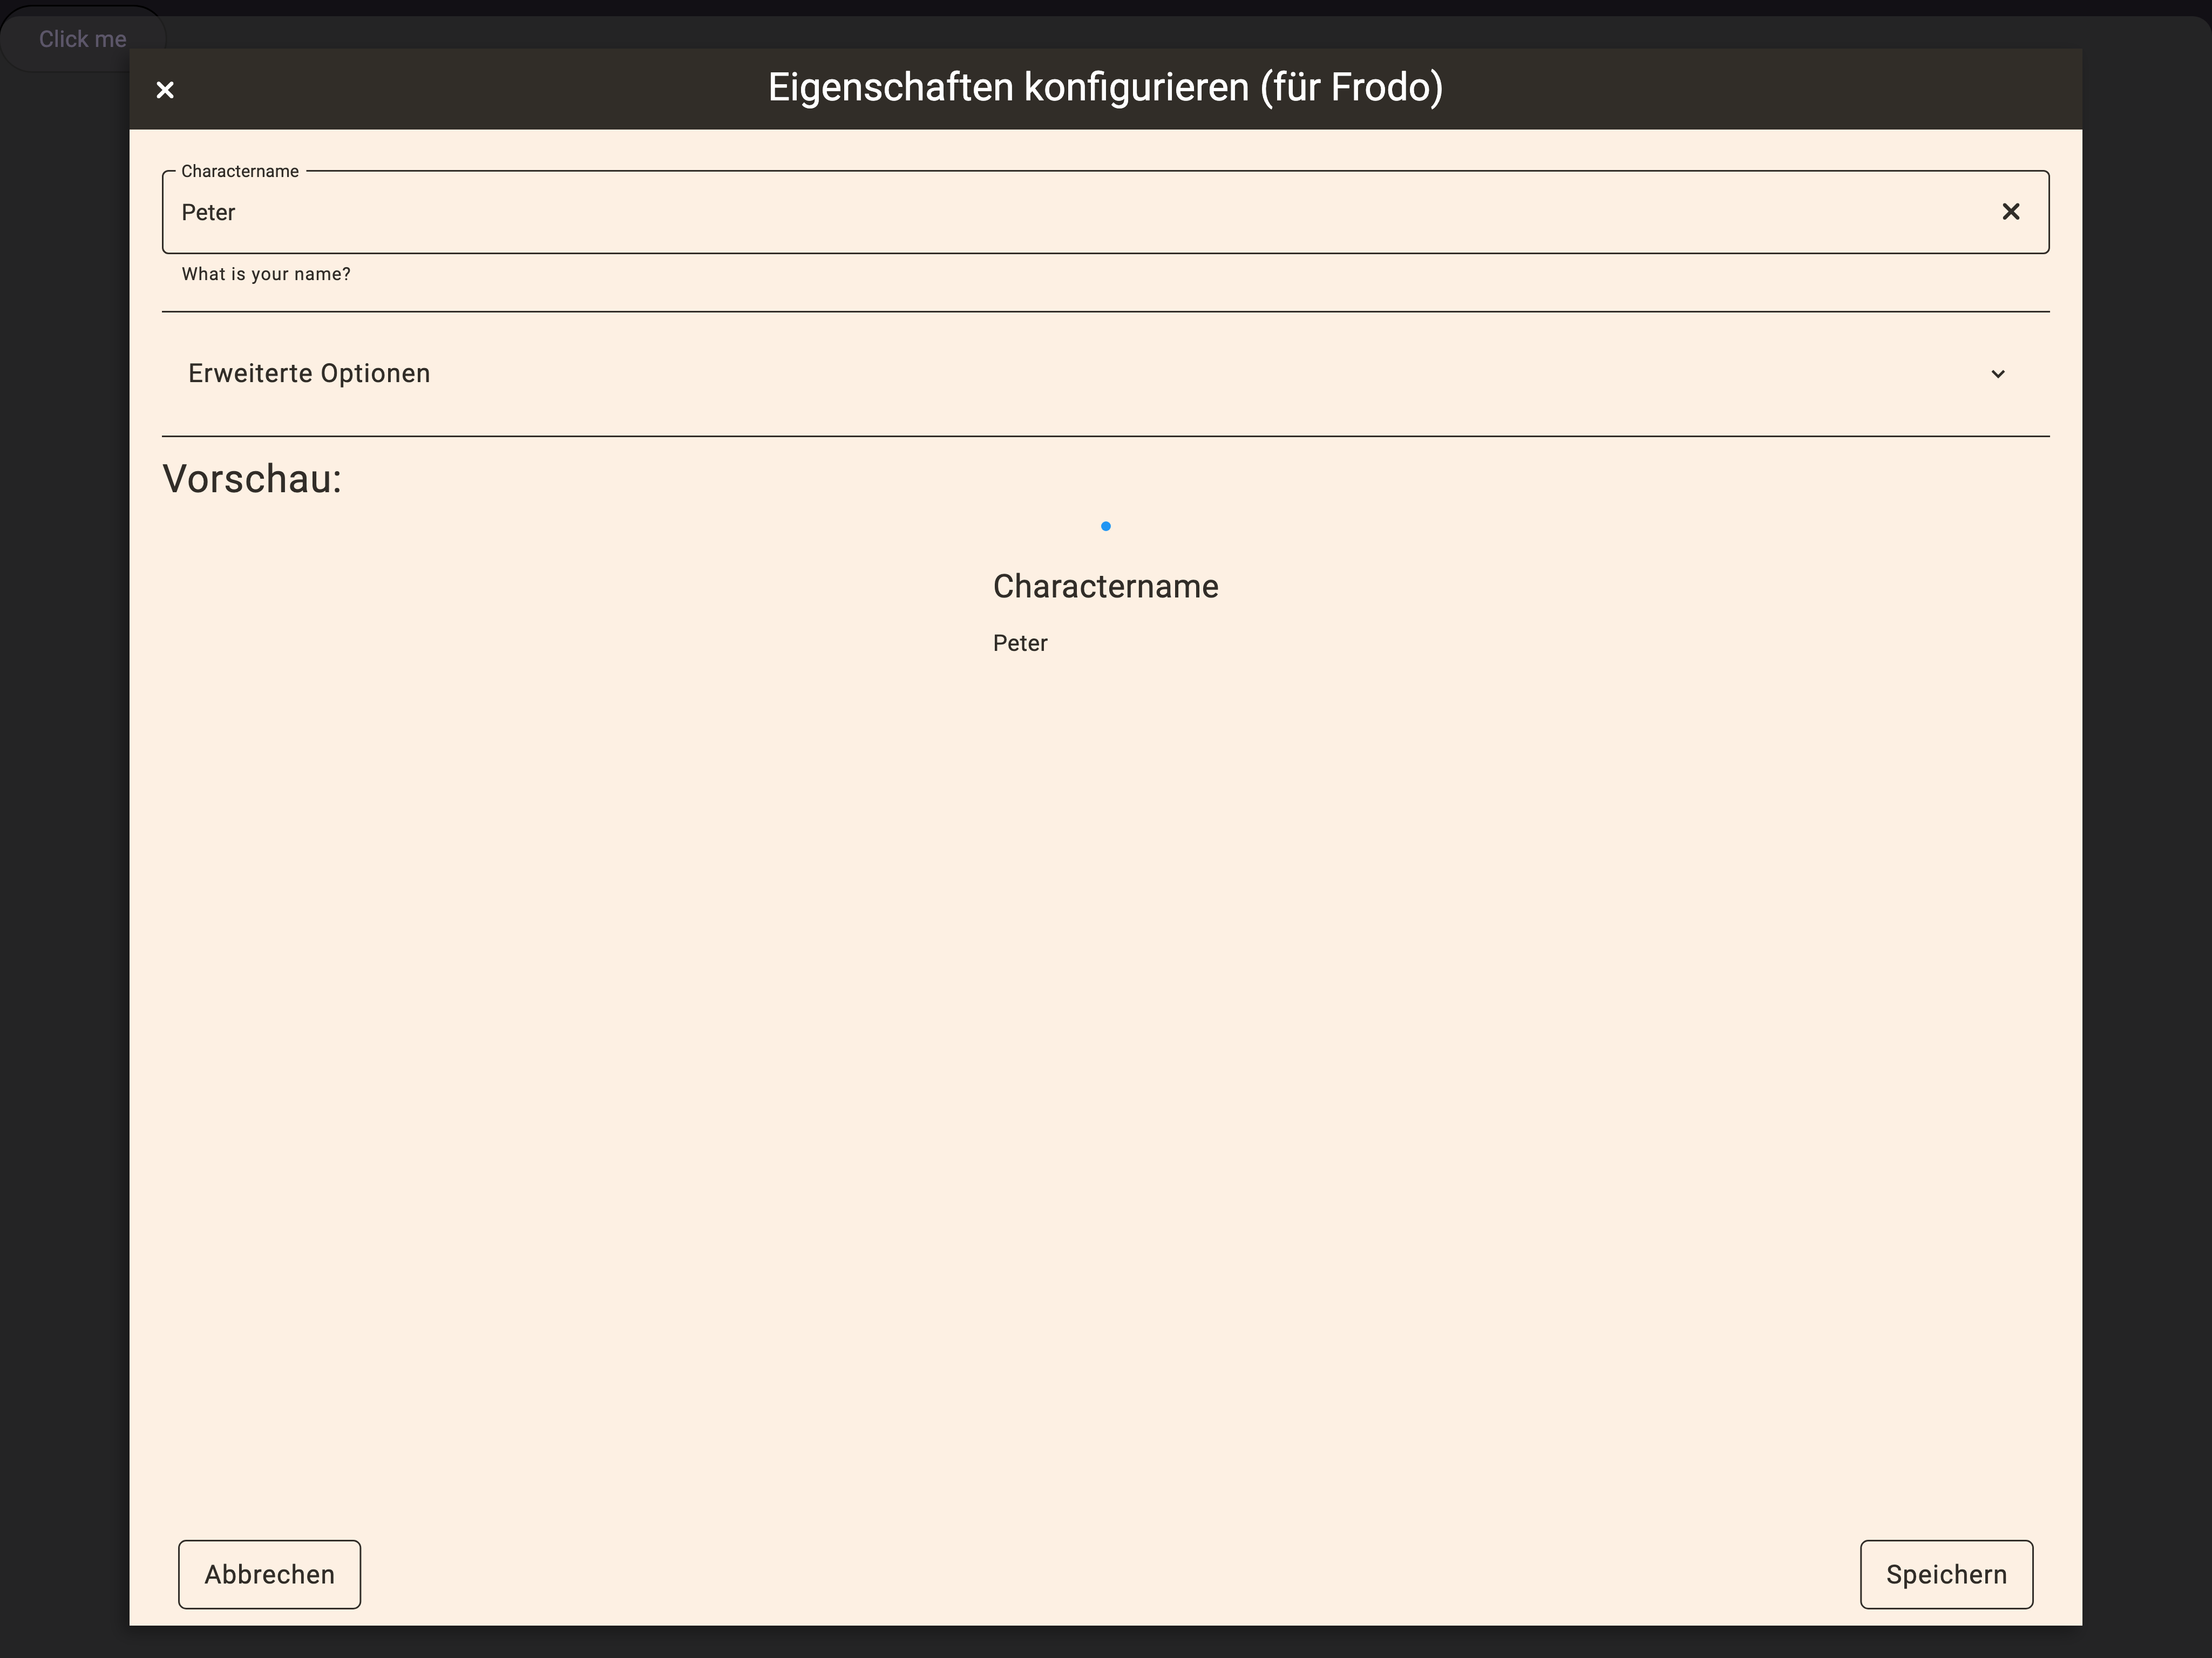 Click me
Eigenschaften konfigurieren (für Frodo)
Charactername
Peter
What is your name?
Erweiterte Optionen
Vorschau:
Charactername
Peter
Abbrechen
Speichern